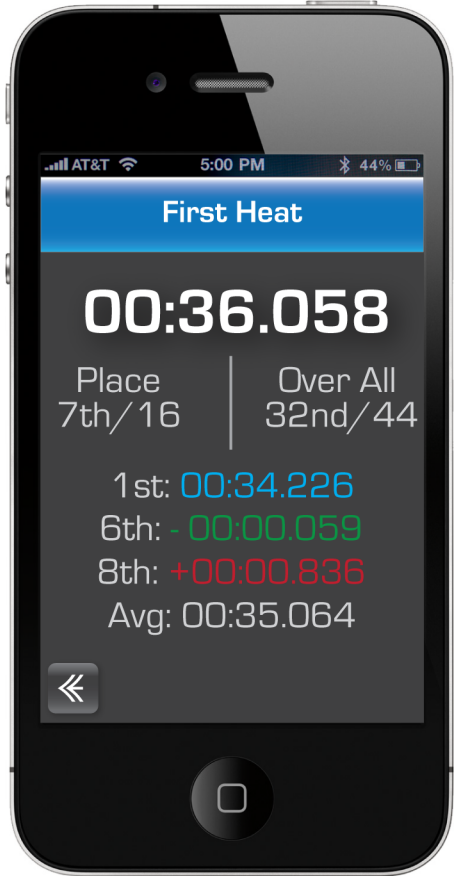 AT&T 5:00 PM 44%
First Heat
00:36.058
Place Over All
7th/16 32nd/44
1st: 00:34.226
6th: - 00:00.059
8th: +00:00.836
Avg: 00:35.064